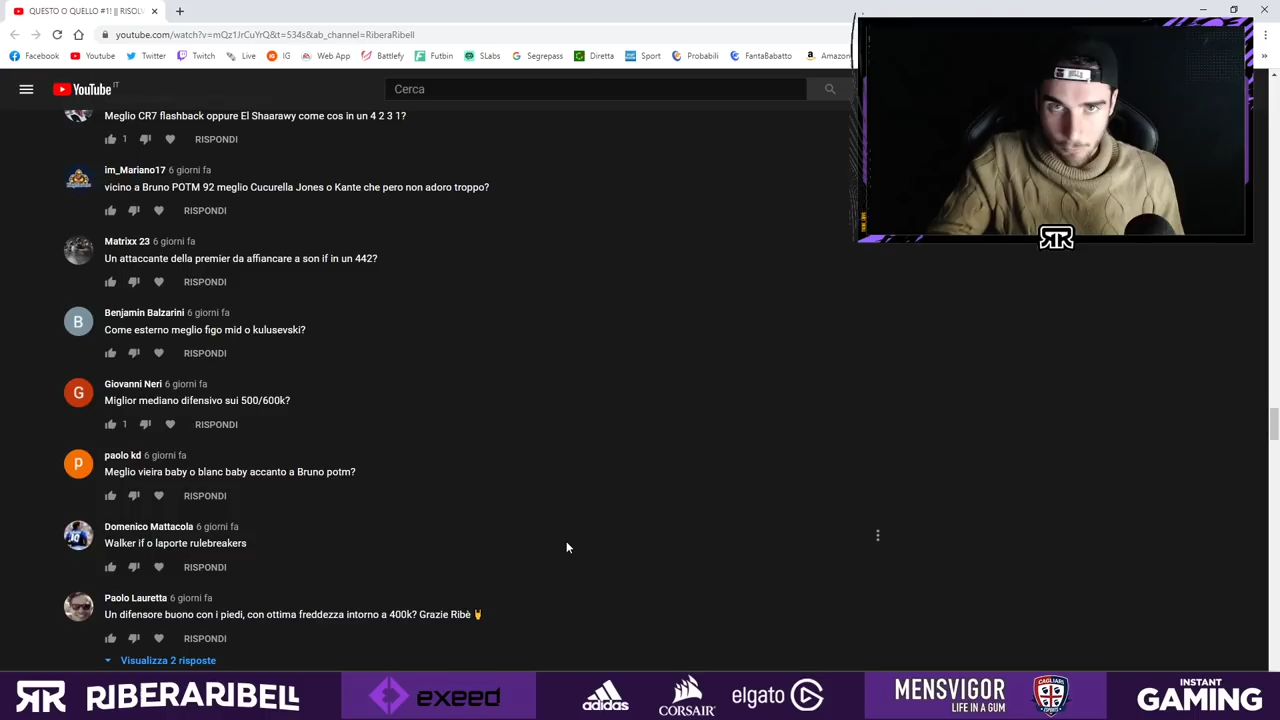 QUESTO O QUELLO #1! || RISOLV
youtube.com/watch?v=mQz1JrCuYrQ&t=534s&ab_channel=RiberaRibell
Facebook Youtube Twitter Twitch Live IG Web App Battlefy Futbin SLabs Segrepass Diretta Sport Probabili FantaBabatto Amazon
YouTube IT
Cerca
Meglio CR7 flashback oppure El Shaarawy come cos in un 4 2 3 1?
1 RISPONDI
im_Mariano17 6 giorni fa
vicino a Bruno POTM 92 meglio Cucurella Jones o Kante che pero non adoro troppo?
RISPONDI
Matrixx 23 6 giorni fa
Un attaccante della premier da affiancare a son if in un 442?
RISPONDI
B
Benjamin Balzarini 6 giorni fa
Come esterno meglio figo mid o kulusevski?
RISPONDI
G
Giovanni Neri 6 giorni fa
Miglior mediano difensivo sui 500/600k?
1 RISPONDI
p
paolo kd 6 giorni fa
Meglio vieira baby o blanc baby accanto a Bruno potm?
RISPONDI
Domenico Mattacola 6 giorni fa
Walker if o laporte rulebreakers
RISPONDI
Paolo Lauretta 6 giorni fa
Un difensore buono con i piedi, con ottima freddezza intorno a 400k? Grazie Ribè 🤘
RISPONDI
Visualizza 2 risposte
RR RIBERARIBELL exeed adidas CORSAIR elgato MENSVIGOR LIFE IN A GUM CAGLIARI INSTANT GAMING